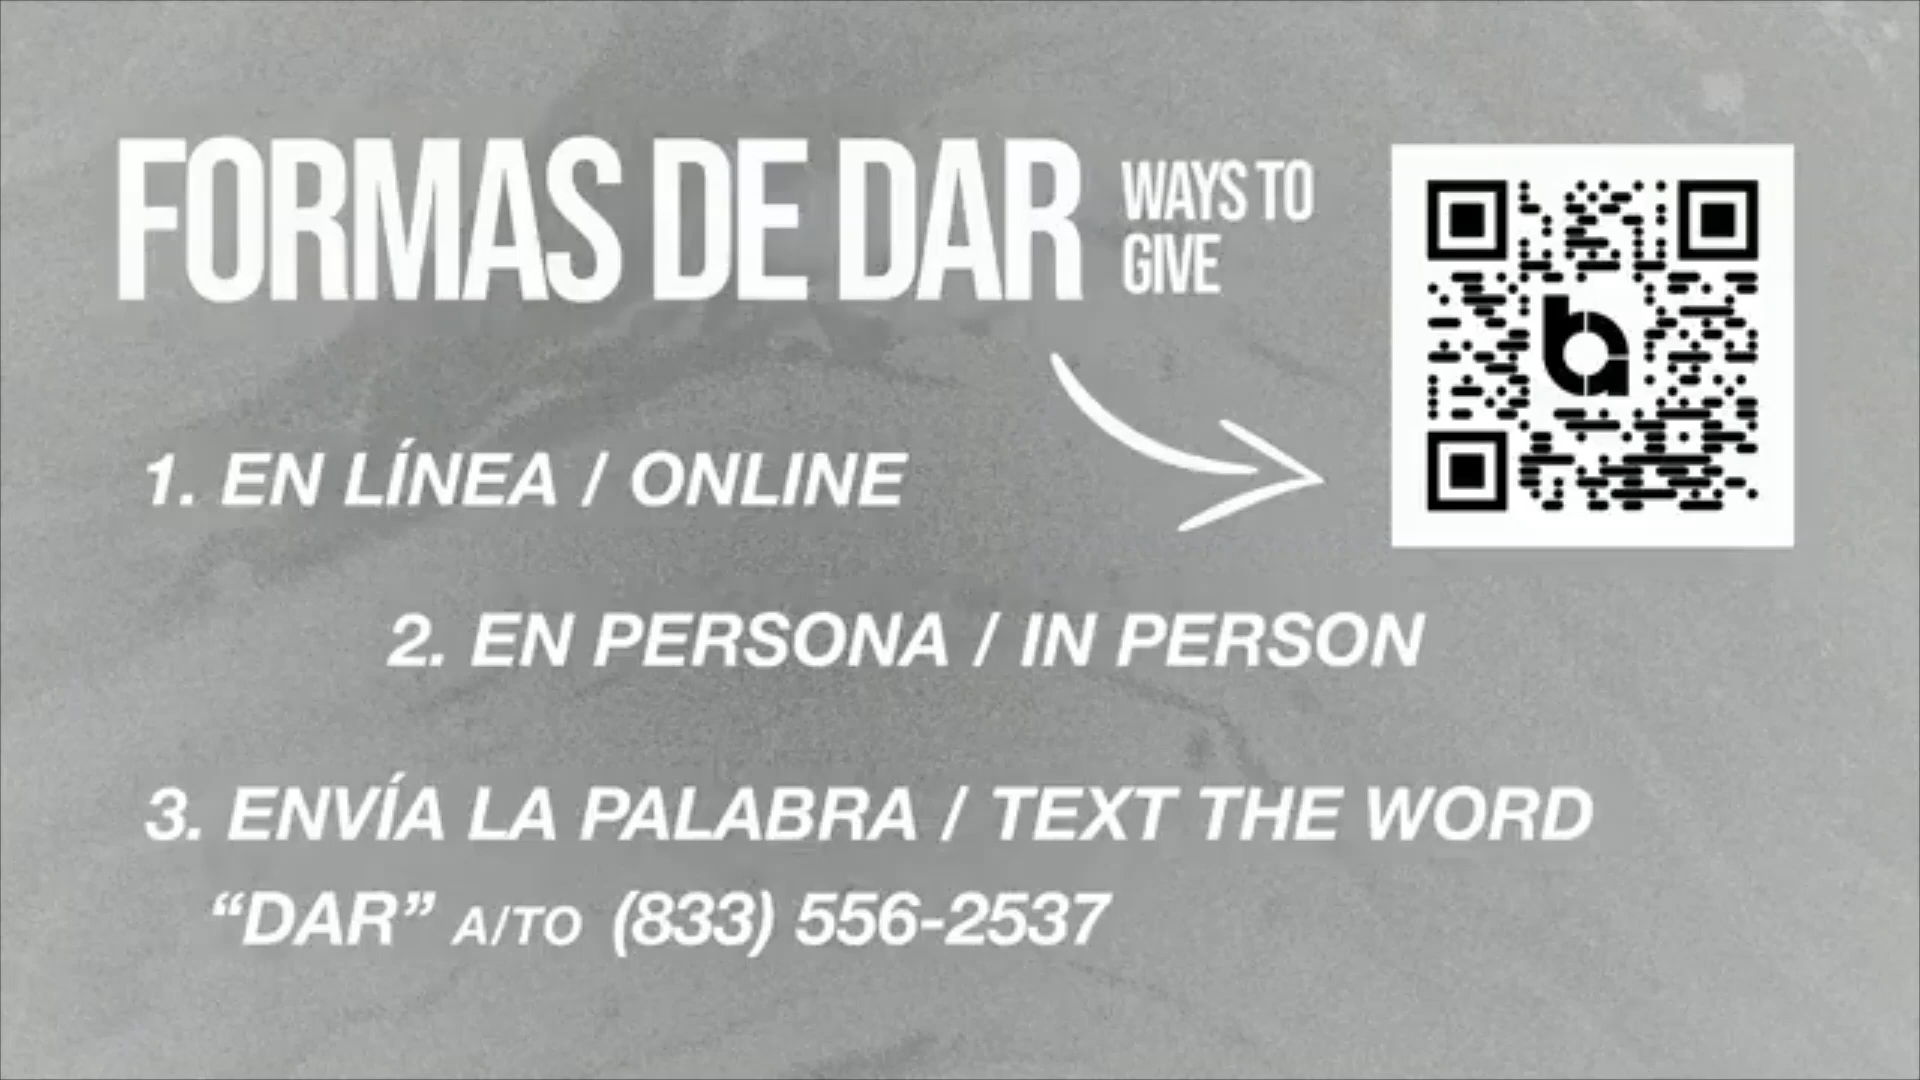 FORMAS DE DAR
WAYS TO
GIVE
1. EN LÍNEA / ONLINE
2. EN PERSONA / IN PERSON
3. ENVÍA LA PALABRA / TEXT THE WORD
“DAR” A/TO (833) 556-2537